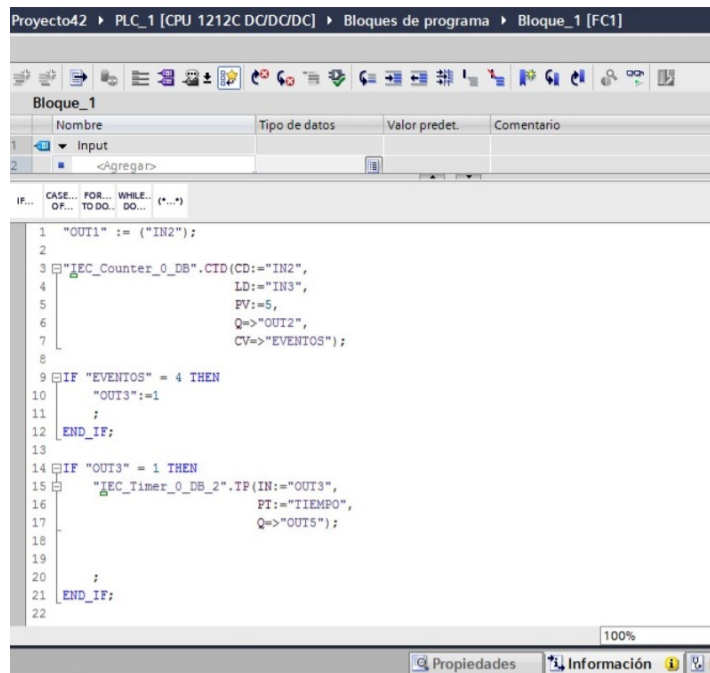 Proyecto42 ▸ PLC_1 [CPU 1212C DC/DC/DC] ▸ Bloques de programa ▸ Bloque_1 [FC1]
Bloque_1
Nombre Tipo de datos Valor predet. Comentario
1 Input
2 <Agregar>
IF... CASE... OF... FOR... TO DO.. WHILE.. DO... (*...*)
1 "OUT1" := ("IN2");
2
3 "IEC_Counter_0_DB".CTD(CD:="IN2",
4 LD:="IN3",
5 PV:=5,
6 Q=>"OUT2",
7 CV=>"EVENTOS");
8
9 IF "EVENTOS" = 4 THEN
10 "OUT3":=1
11 ;
12 END_IF;
13
14 IF "OUT3" = 1 THEN
15 "IEC_Timer_0_DB_2".TP(IN:="OUT3",
16 PT:="TIEMPO",
17 Q=>"OUT5");
18
19
20 ;
21 END_IF;
22
100%
Propiedades Información